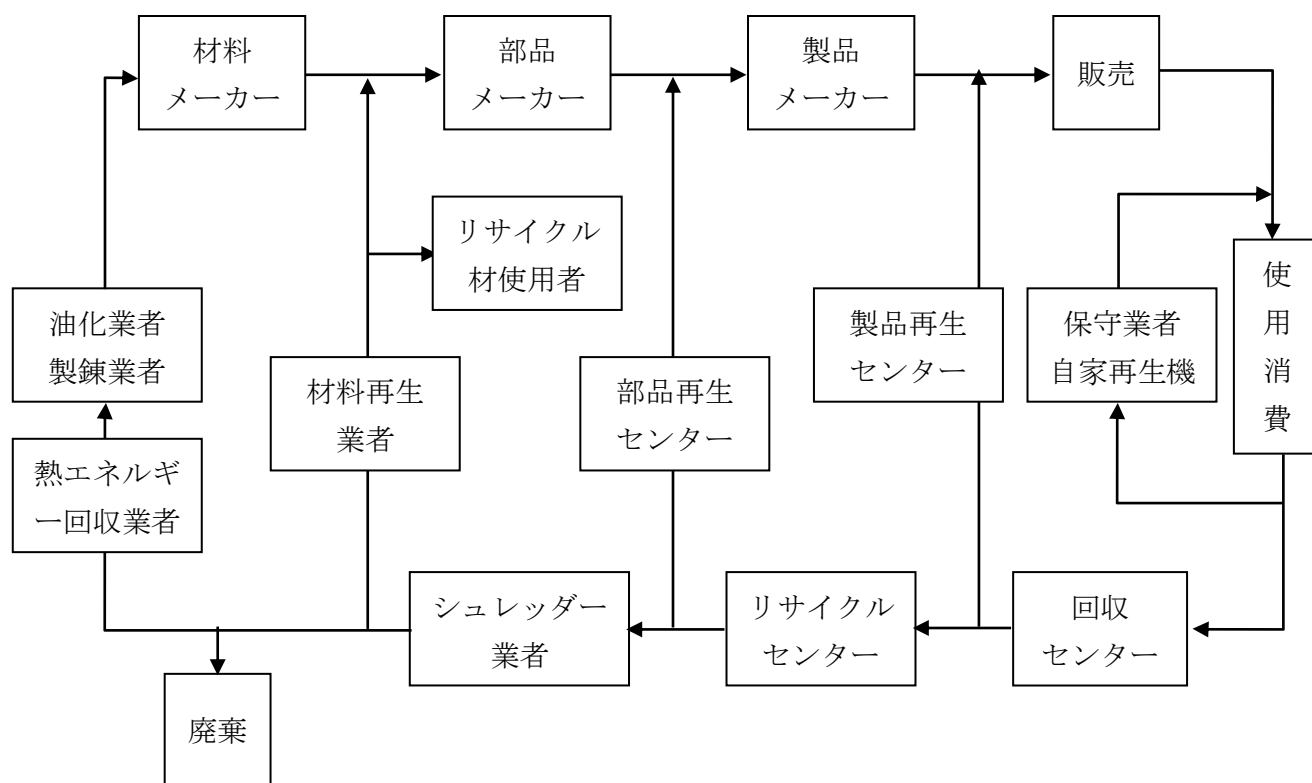 材料
メーカー
部品
メーカー
製品
メーカー
販売
リサイクル
材使用者
使
用
消
費
油化業者
製錬業者
製品再生
センター
保守業者
自家再生機
材料再生
業者
部品再生
センター
熱エネルギ
ー回収業者
シュレッダー
業者
リサイクル
センター
回収
センター
廃棄